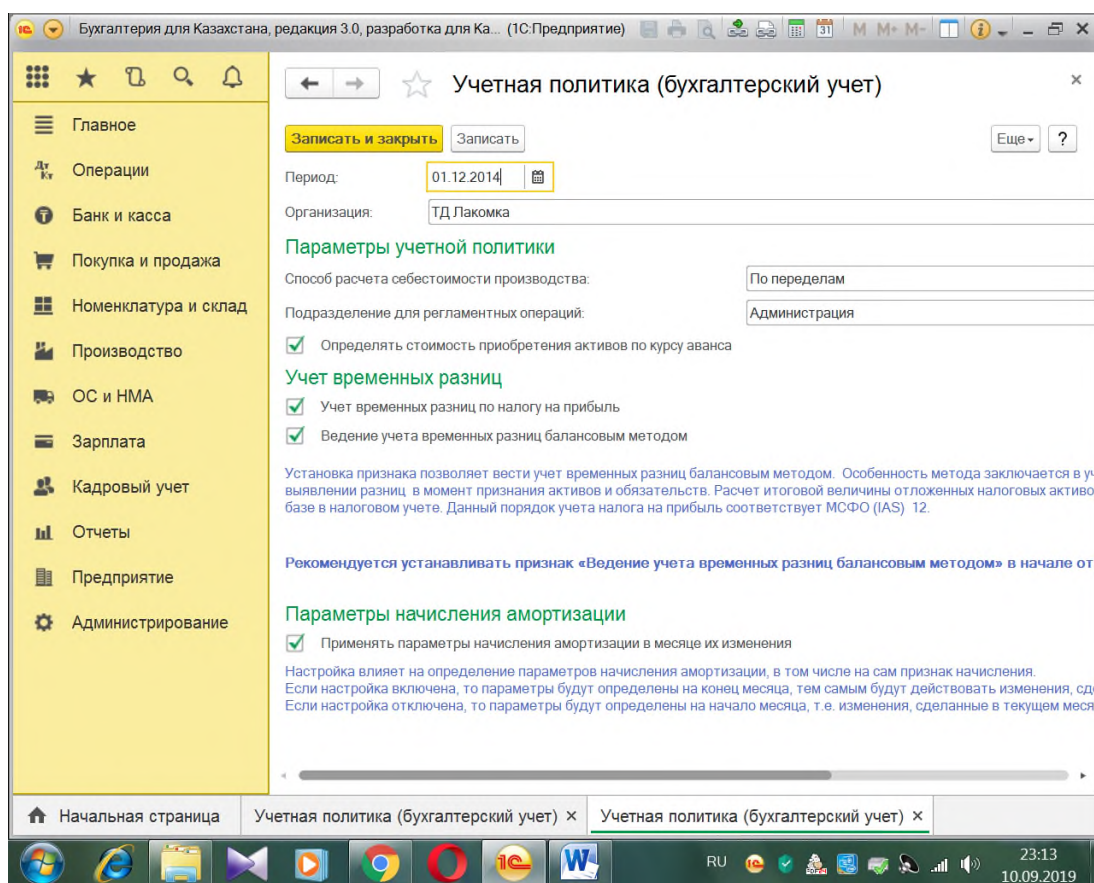 Бухгалтерия для Казахстана, редакция 3.0, разработка для Ка... (1С:Предприятие)
31
M M+ M-
Учетная политика (бухгалтерский учет)
Записать и закрыть
Записать
Еще
?
Период:
01.12.2014
Организация:
ТД Лакомка
Параметры учетной политики
Способ расчета себестоимости производства:
По переделам
Подразделение для регламентных операций:
Администрация
Определять стоимость приобретения активов по курсу аванса
Учет временных разниц
Учет временных разниц по налогу на прибыль
Ведение учета временных разниц балансовым методом
Установка признака позволяет вести учет временных разниц балансовым методом. Особенность метода заключается в уч
выявлении разниц в момент признания активов и обязательств. Расчет итоговой величины отложенных налоговых активо
базе в налоговом учете. Данный порядок учета налога на прибыль соответствует МСФО (IAS) 12.
Рекомендуется устанавливать признак «Ведение учета временных разниц балансовым методом» в начале от
Параметры начисления амортизации
Применять параметры начисления амортизации в месяце их изменения
Настройка влияет на определение параметров начисления амортизации, в том числе на сам признак начисления.
Если настройка включена, то параметры будут определены на конец месяца, тем самым будут действовать изменения, сд
Если настройка отключена, то параметры будут определены на начало месяца, т.е. изменения, сделанные в текущем меся
Главное
Дт Кт
Операции
Банк и касса
Покупка и продажа
Номенклатура и склад
Производство
ОС и НМА
Зарплата
Кадровый учет
Отчеты
Предприятие
Администрирование
Начальная страница
Учетная политика (бухгалтерский учет) ×
Учетная политика (бухгалтерский учет) ×
RU
23:13
10.09.2019